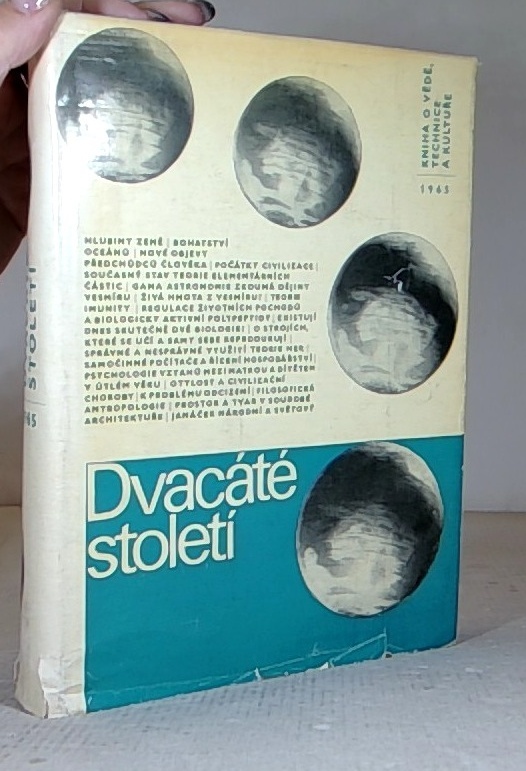 KNIHA O VĚDĚ,
TECHNICE
A KULTUŘE
1965
HLUBINY ZEMĚ | BOHATSTVÍ
OCEÁNŮ | NOVÉ OBJEVY
PŘEDCHŮDCŮ ČLOVĚKA | POČÁTKY CIVILIZACE |
SOUČASNÝ STAV TEORIE ELEMENTÁRNÍCH
ČÁSTIC | GAMA ASTRONOMIE ZKOUMÁ DĚJINY
VESMÍRU | ŽIVÁ HMOTA Z VESMÍRU? | TEORIE
IMUNITY | REGULACE ŽIVOTNÍCH POCHODŮ
A BIOLOGICKY AKTIVNÍ POLYPEPTIDY | EXISTUJÍ
DNES SKUTEČNĚ DVĚ BIOLOGIE? | O STROJÍCH,
KTERÉ SE UČÍ A SAMY SEBE REPRODUKUJÍ |
SPRÁVNÉ A NESPRÁVNÉ VYUŽITÍ TEORIE HER |
SAMOČINNÉ POČÍTAČE A ŘÍZENÍ HOSPODÁŘSTVÍ |
PSYCHOLOGIE VZTAHŮ MEZI MATKOU A DÍTĚTEM
V ÚTLÉM VĚKU | OTYLOST A CIVILIZAČNÍ
CHOROBY | K PROBLÉMU ODCIZENÍ | FILOSOFICKÁ
ANTROPOLOGIE | PROSTOR A TVAR V SOUDOBÉ
ARCHITEKTUŘE | JANÁČEK NÁRODNÍ A SVĚTOVÝ
Dvacáté
století
STOLETÍ
1965